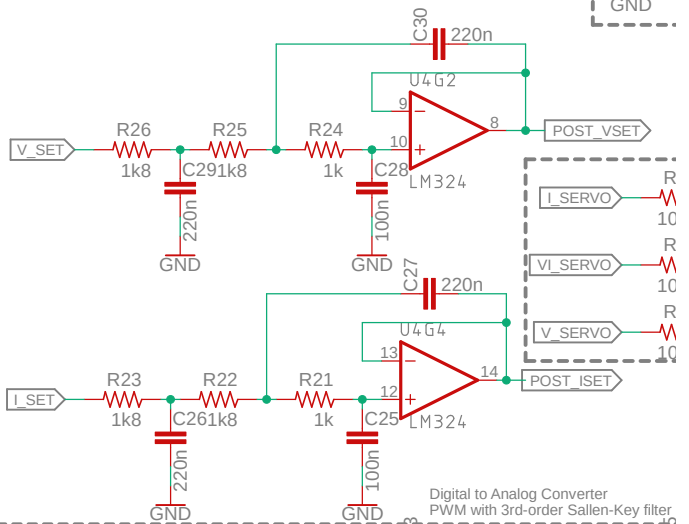 GND
C30
220n
U4G2
9
8
10
V_SET
R26
R25
R24
POST_VSET
1k8
C29
1k8
1k
C28
LM324
220n
100n
GND
GND
I_SERVO
R
10
VI_SERVO
R
10
V_SERVO
R
10
C27
220n
U4G4
13
14
12
I_SET
R23
R22
R21
POST_ISET
1k8
C26
1k8
1k
C25
LM324
220n
100n
GND
GND
Digital to Analog Converter
PWM with 3rd-order Sallen-Key filter